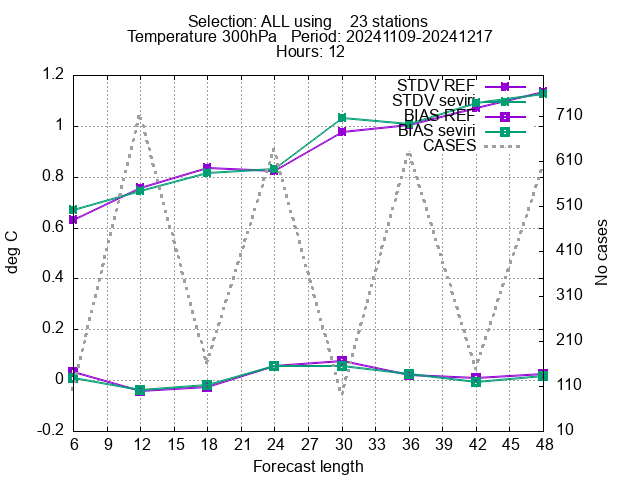 Selection: ALL using    23 stations
Temperature 300hPa   Period: 20241109-20241217
Hours: 12
STDV REF
STDV seviri
BIAS REF
BIAS seviri
CASES
1.2
1
0.8
0.6
0.4
0.2
0
-0.2
deg C
710
610
510
410
310
210
110
10
No cases
6 9 12 15 18 21 24 27 30 33 36 39 42 45 48
Forecast length